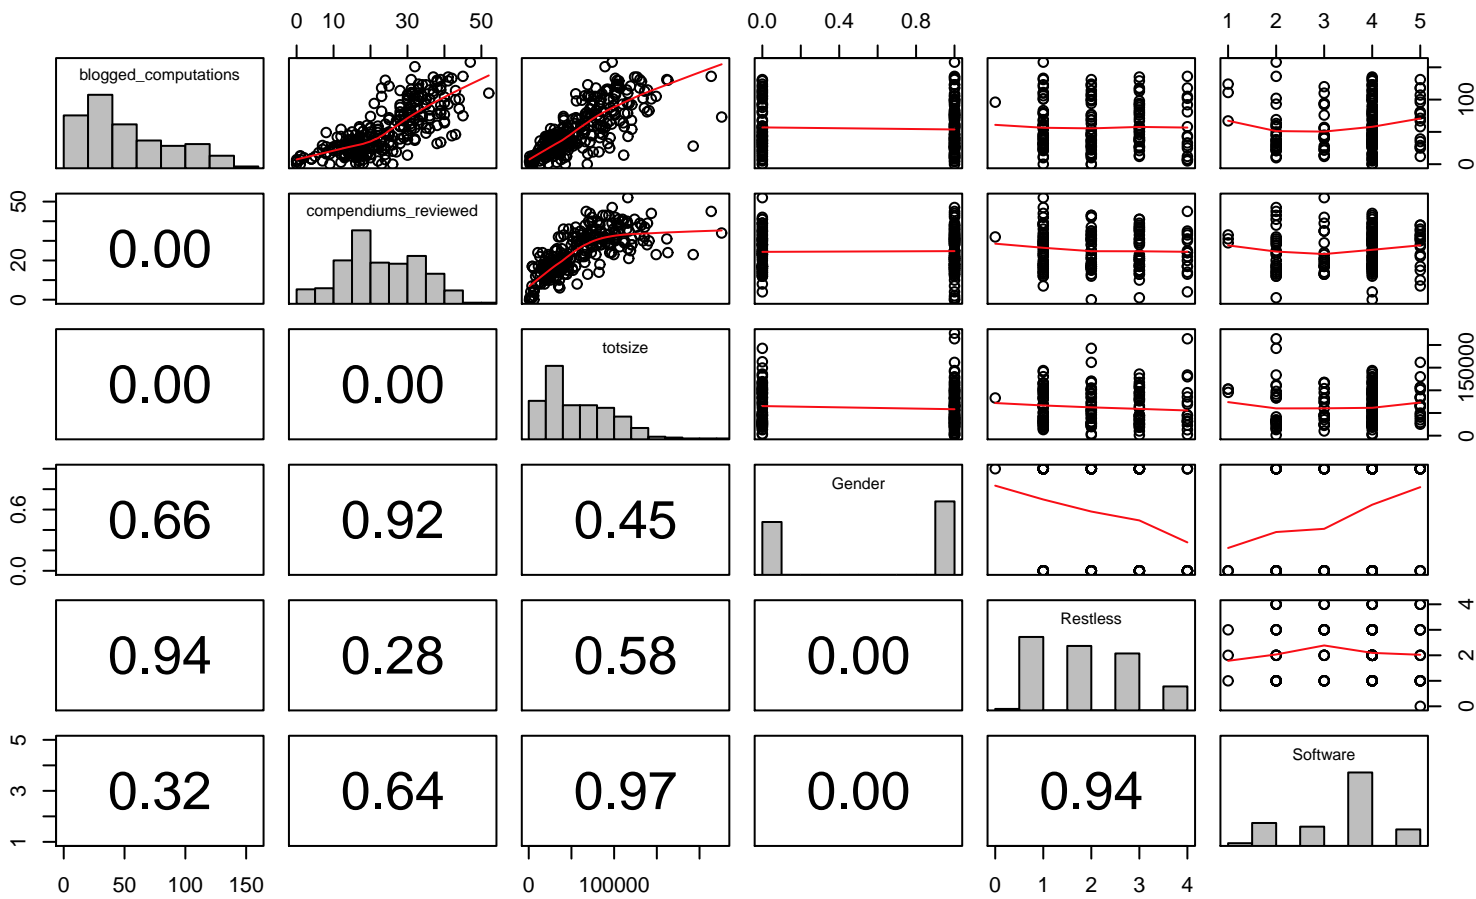 0 10 30 50 0.0 0.4 0.8 1 2 3 4 5
blogged_computations
0 100
0 20 50
0.00
compendiums_reviewed
0.00
0.00
totsize
0 150000
0.0 0.6
0.66
0.92
0.45
Gender
0.94
0.28
0.58
0.00
Restless
0 2 4
1 3 5
0.32
0.64
0.97
0.00
0.94
Software
0 50 100 150 0 100000 0 1 2 3 4